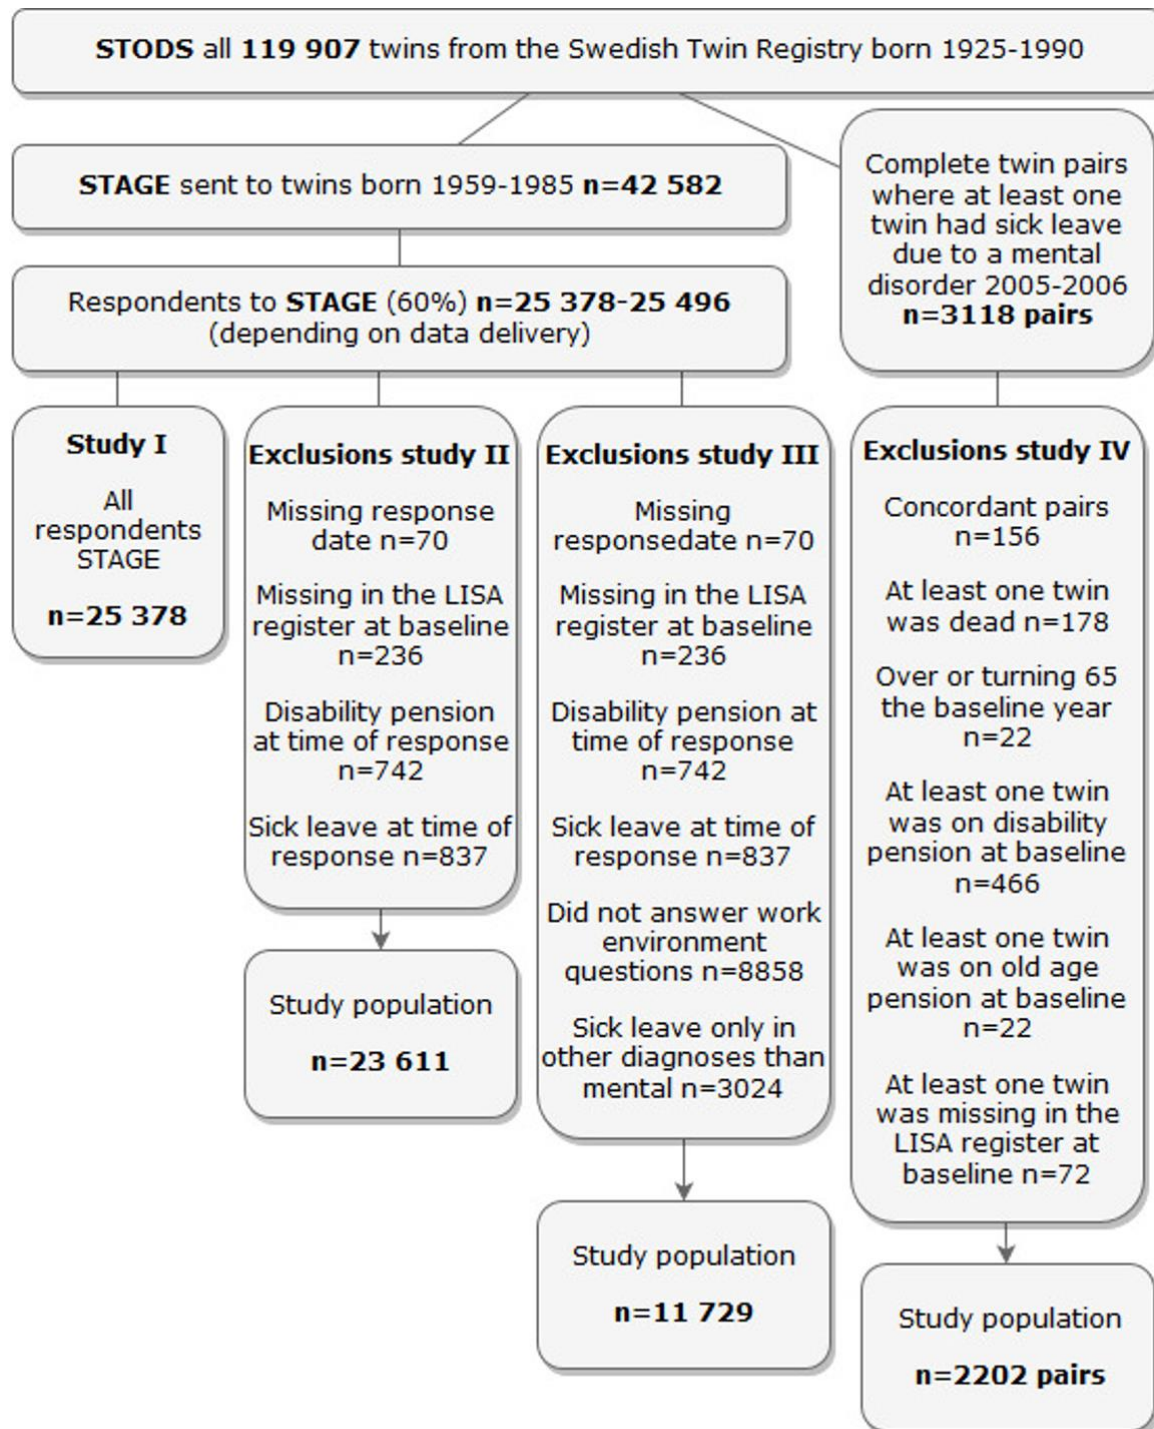 STODS all 119 907 twins from the Swedish Twin Registry born 1925-1990
STAGE sent to twins born 1959-1985 n=42 582
Complete twin pairs
where at least one
twin had sick leave
due to a mental
disorder 2005-2006
n=3118 pairs
Respondents to STAGE (60%) n=25 378-25 496
(depending on data delivery)
Study I
All
respondents
STAGE
n=25 378
Exclusions study II
Missing response
date n=70
Missing in the LISA
register at baseline
n=236
Disability pension
at time of response
n=742
Sick leave at time of
response n=837
Study population
n=23 611
Exclusions study III
Missing
responsedate n=70
Missing in the LISA
register at baseline
n=236
Disability pension at
time of response
n=742
Sick leave at time of
response n=837
Did not answer work
environment
questions n=8858
Sick leave only in
other diagnoses than
mental n=3024
Study population
n=11 729
Exclusions study IV
Concordant pairs
n=156
At least one twin
was dead n=178
Over or turning 65
the baseline year
n=22
At least one twin
was on disability
pension at baseline
n=466
At least one twin
was on old age
pension at baseline
n=22
At least one twin
was missing in the
LISA register at
baseline n=72
Study population
n=2202 pairs